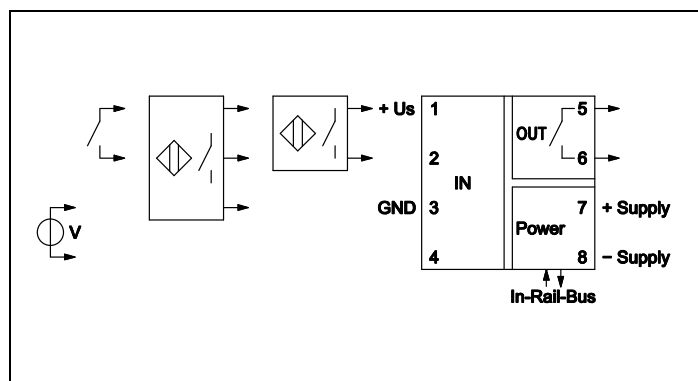 + Us 1 5
OUT
2 6
IN
GND 3 7 + Supply
V Power
4 8 – Supply
In-Rail-Bus